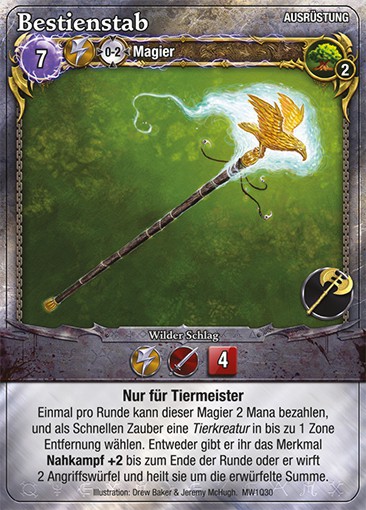 Bestienstab
AUSRÜSTUNG
7
0-2 Magier
2
Wilder Schlag
4
Nur für Tiermeister
Einmal pro Runde kann dieser Magier 2 Mana bezahlen,
und als Schnellen Zauber eine Tierkreatur in bis zu 1 Zone
Entfernung wählen. Entweder gibt er ihr das Merkmal
Nahkampf +2 bis zum Ende der Runde oder er wirft
2 Angriffswürfel und heilt sie um die erwürfelte Summe.
Illustration: Drew Baker & Jeremy McHugh. MW1Q30